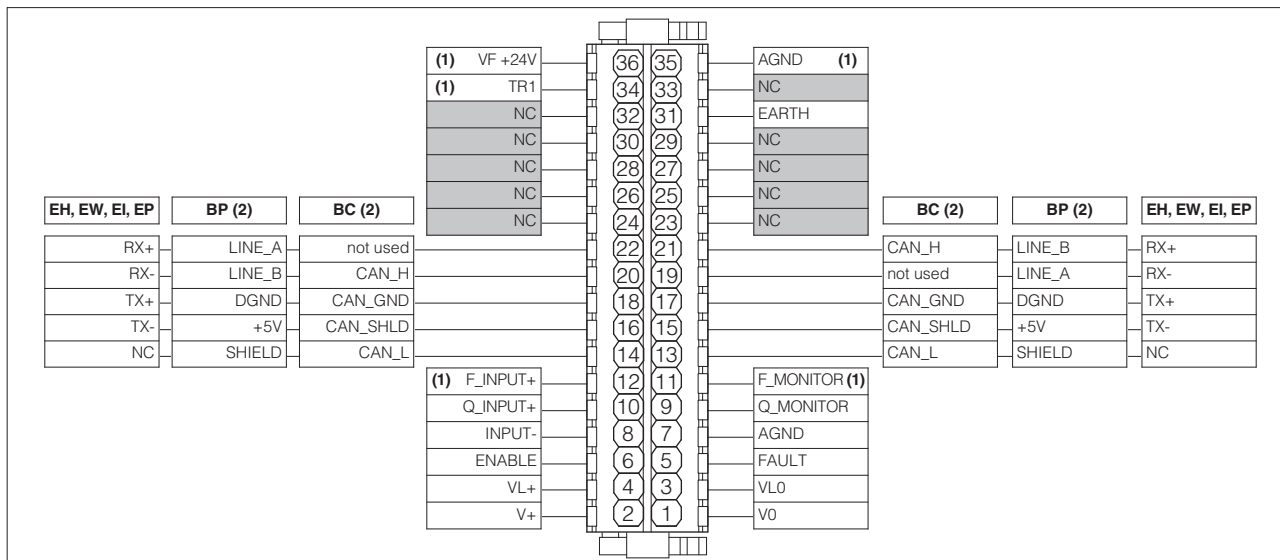 (1) VF +24V 36 35 AGND (1)
(1) TR1 34 33 NC
NC 32 31 EARTH
NC 30 29 NC
NC 28 27 NC
NC 26 25 NC
NC 24 23 NC
EH, EW, EI, EP BP (2) BC (2) BC (2) BP (2) EH, EW, EI, EP
RX+ LINE_A not used 22 21 CAN_H LINE_B RX+
RX- LINE_B CAN_H 20 19 not used LINE_A RX-
TX+ DGND CAN_GND 18 17 CAN_GND DGND TX+
TX- +5V CAN_SHLD 16 15 CAN_SHLD +5V TX-
NC SHIELD CAN_L 14 13 CAN_L SHIELD NC
(1) F_INPUT+ 12 11 F_MONITOR (1)
Q_INPUT+ 10 9 Q_MONITOR
INPUT- 8 7 AGND
ENABLE 6 5 FAULT
VL+ 4 3 VL0
V+ 2 1 V0